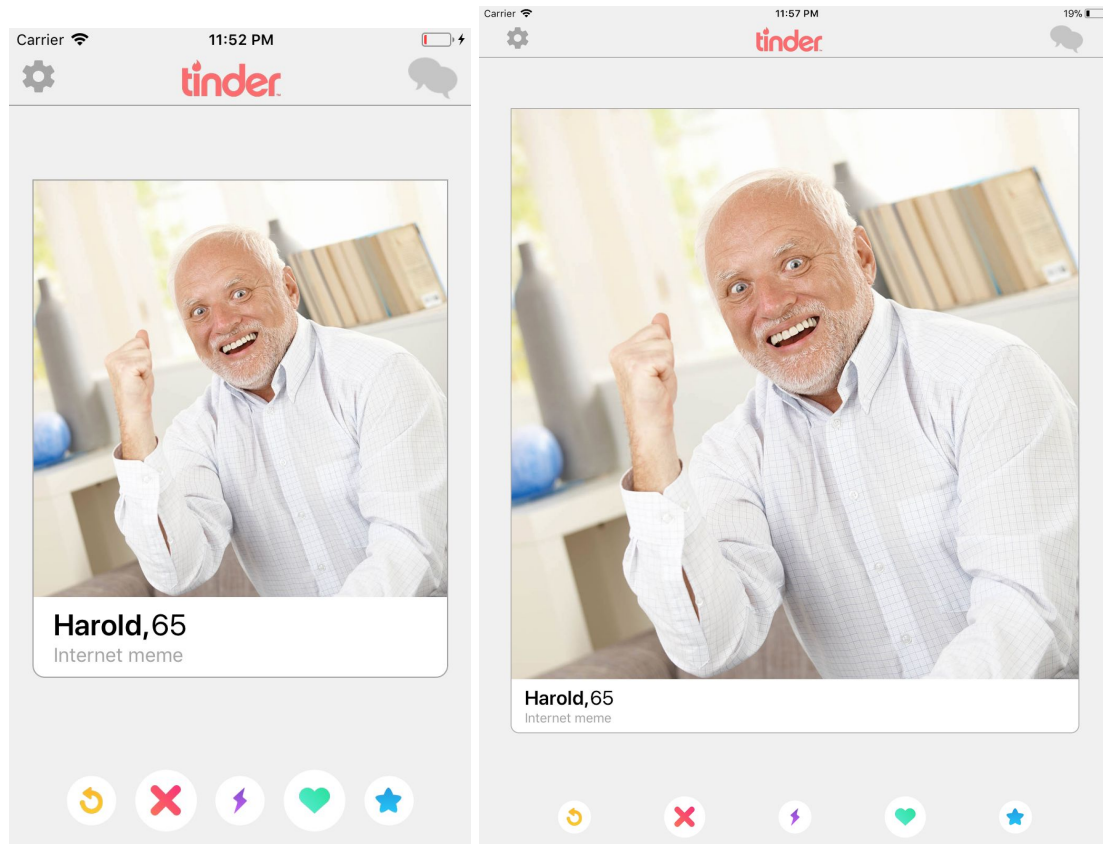 Carrier 11:52 PM
tinder
Harold,65
Internet meme
Carrier 11:57 PM 19%
tinder
Harold,65
Internet meme